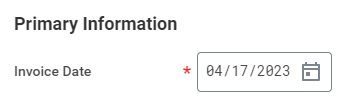 Primary Information
Invoice Date * 04/17/2023